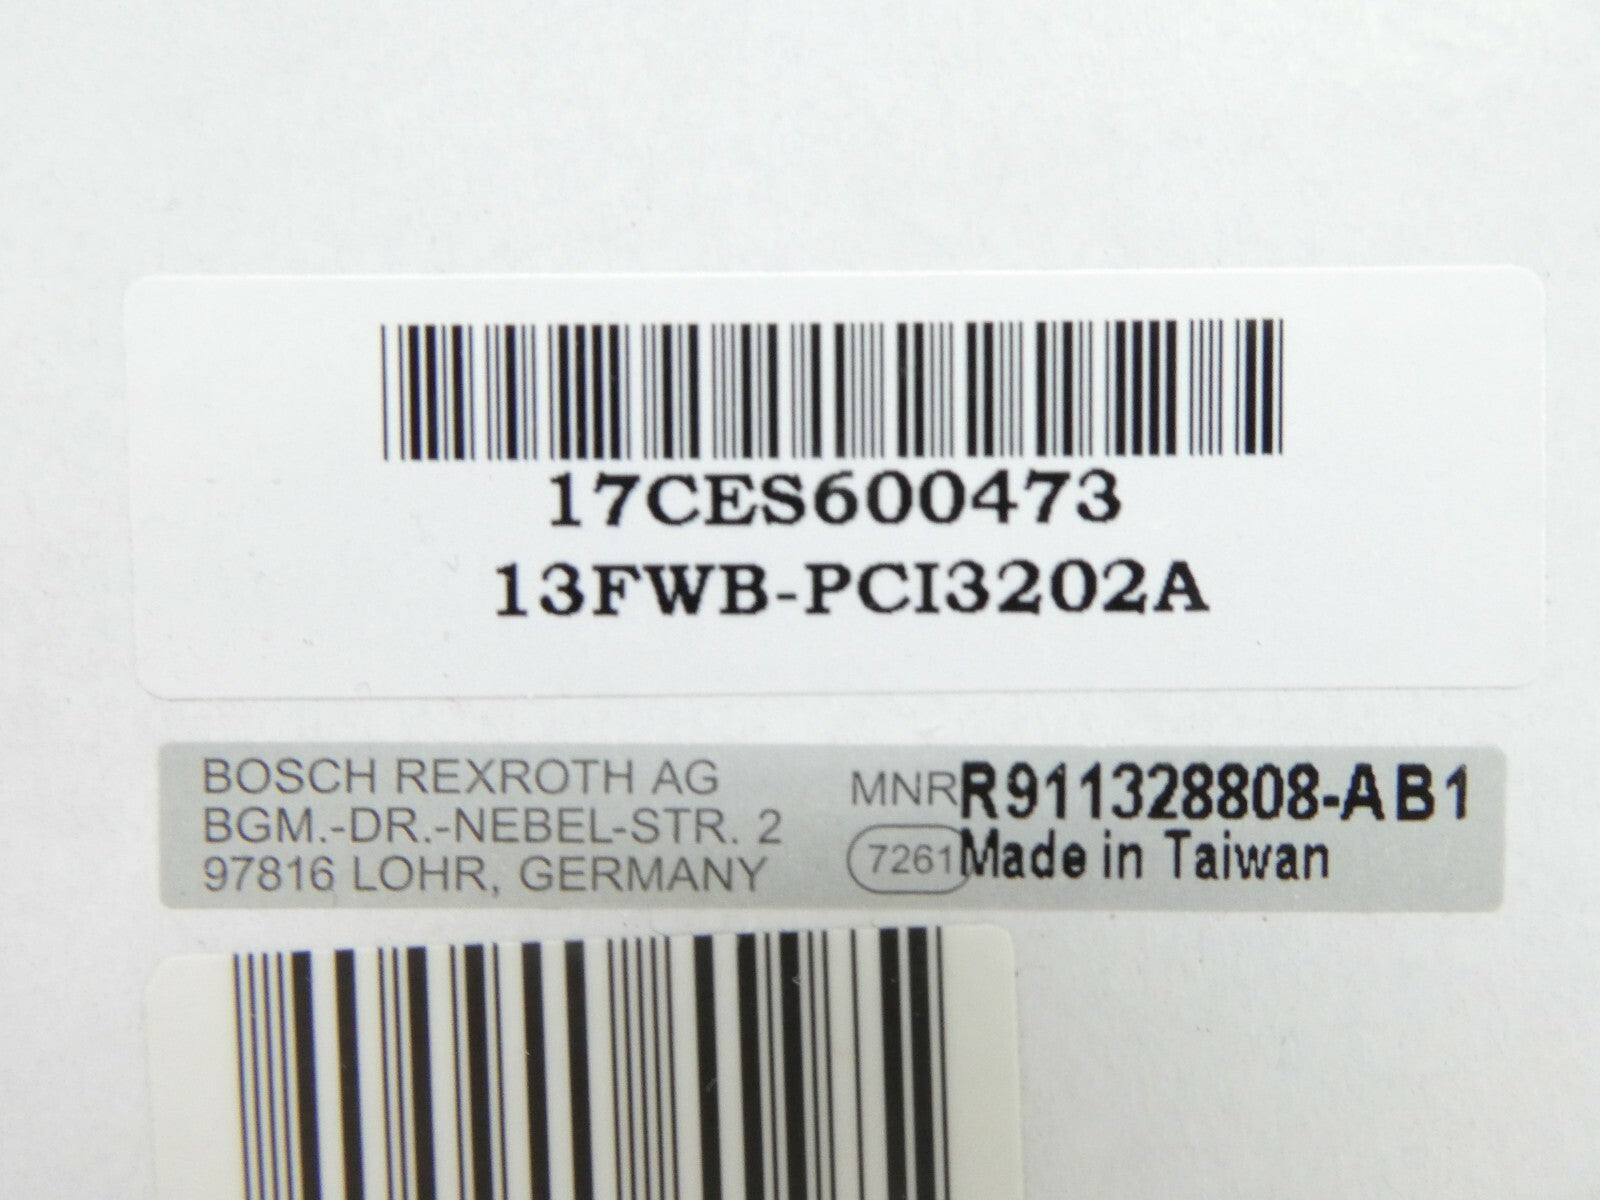 17CES600473
13FWB-PCI3202A
BOSCH REXROTH AG
BGM.-DR.-NEBEL-STR. 2
97816 LOHR, GERMANY
MNR R911328808-AB1
7261 Made in Taiwan